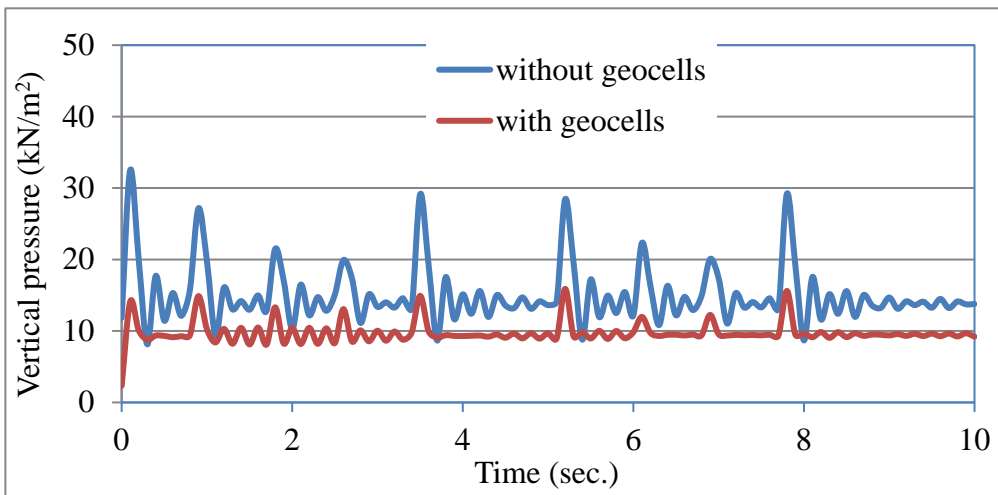 50
40
30
20
10
0
Vertical pressure (kN/m²)
without geocells
with geocells
0 2 4 6 8 10
Time (sec.)